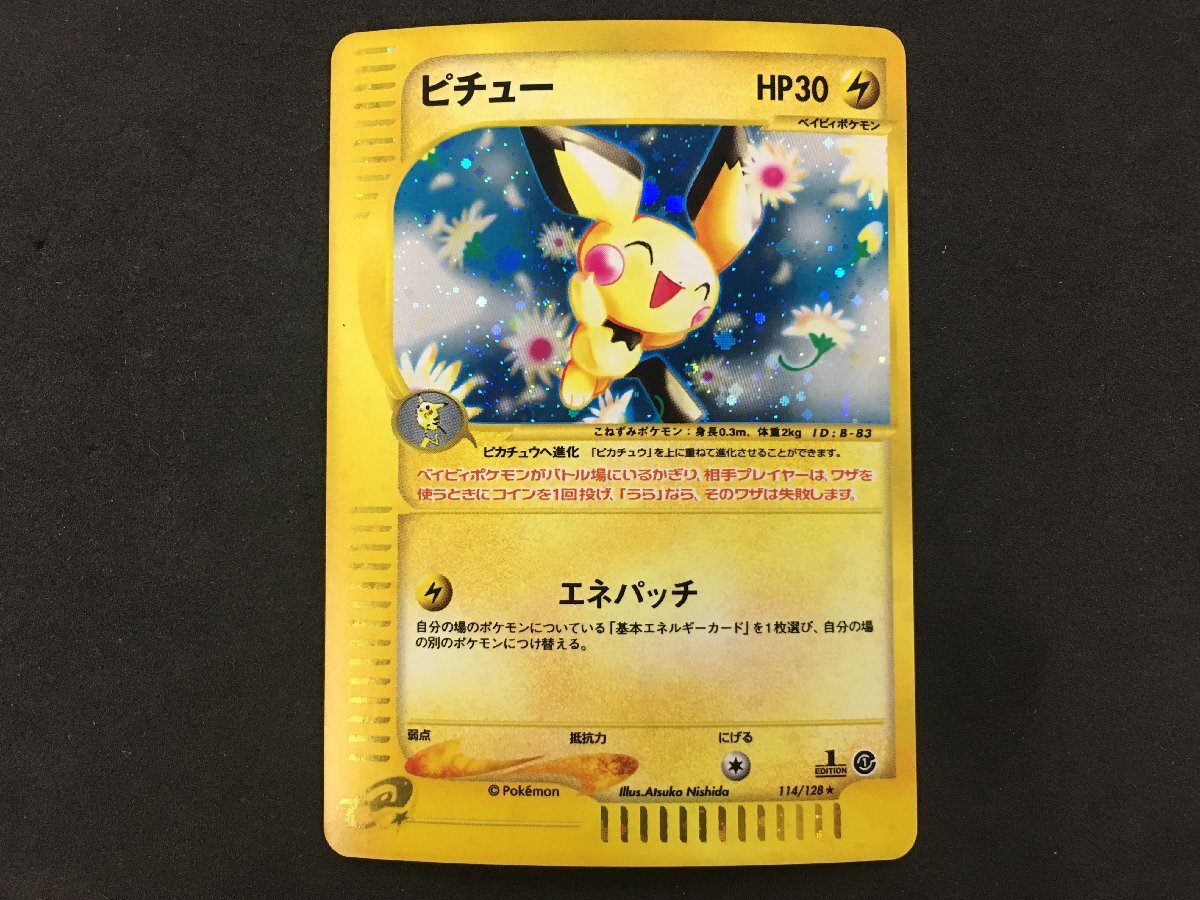 ピチュー HP30
ベイビィポケモン
こねずみポケモン：身長0.3m、体重2kg ID:B-83
ピカチュウへ進化 「ピカチュウ」を上に重ねて進化させることができます。
ベイビィポケモンがバトル場にいるかぎり、相手プレイヤーは、ワザを
使うときにコインを1回投げ、「うら」なら、そのワザは失敗します。
エネパッチ
自分の場のポケモンについている「基本エネルギーカード」を1枚選び、自分の場
の別のポケモンにつけ替える。
弱点 抵抗力 にげる
1
EDITION
© Pokémon Illus.Atsuko Nishida 114/128★